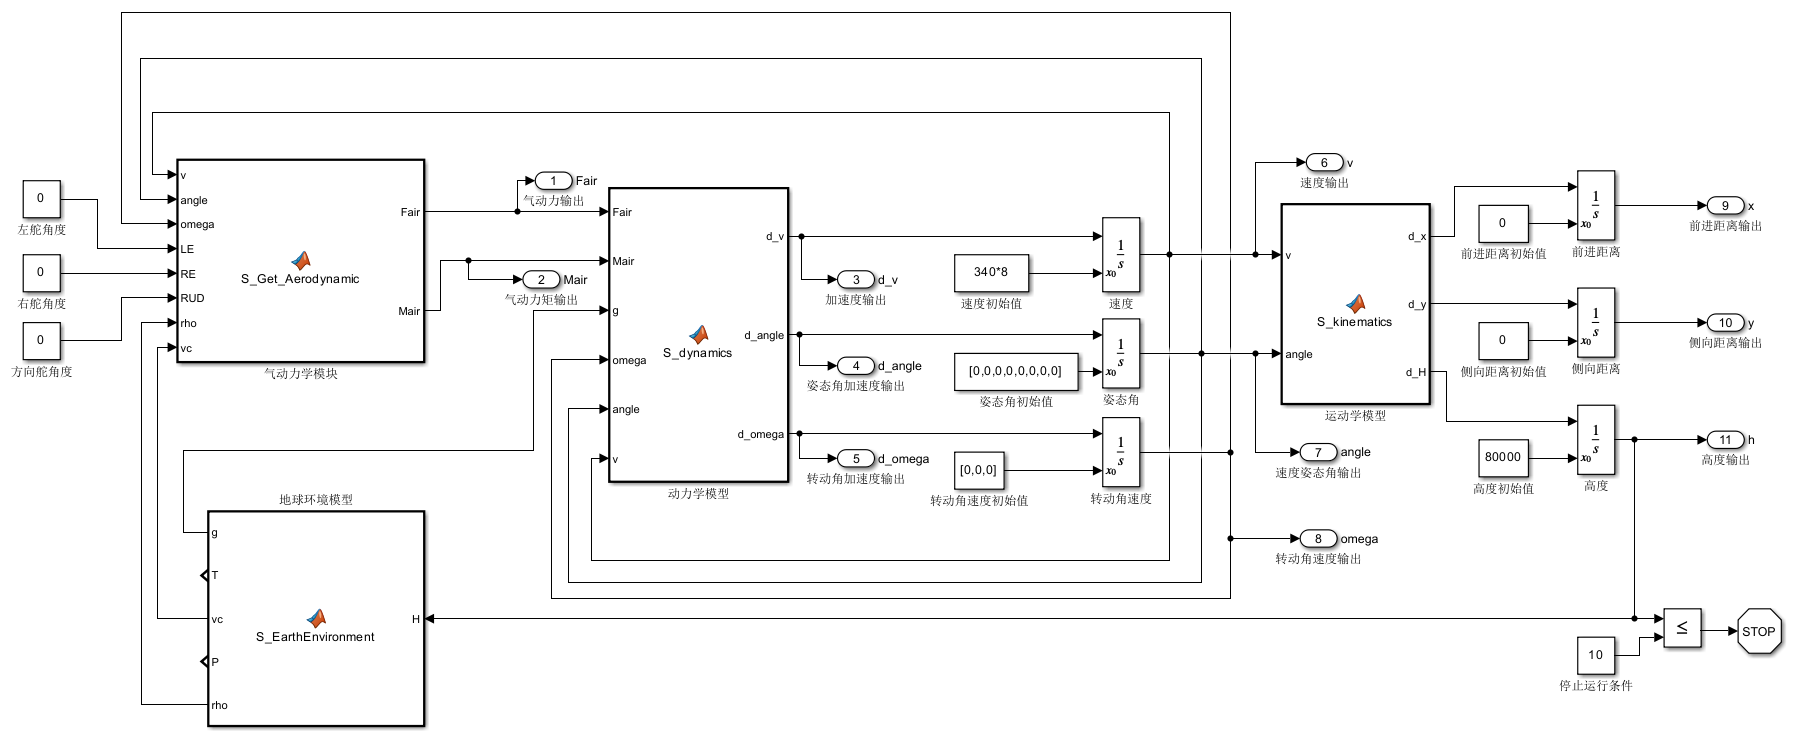 0
左舵角度
0
右舵角度
0
方向舵角度
v
angle
omega
LE
RE
RUD
rho
vc
S_Get_Aerodynamic
Fair
Mair
气动力学模块
1
Fair
气动力输出
2
Mair
气动力矩输出
Fair
Mair
g
omega
angle
v
S_dynamics
d_v
d_angle
d_omega
动力学模型
3
d_v
加速度输出
4
d_angle
姿态角加速度输出
5
d_omega
转动角加速度输出
340*8
速度初始值
[0,0,0,0,0,0,0,0]
姿态角初始值
[0,0,0]
转动角速度初始值
1
s
x0
速度
1
s
x0
姿态角
1
s
x0
转动角速度
6
v
速度输出
v
angle
S_kinematics
d_x
d_y
d_H
运动学模型
7
angle
速度姿态角输出
8
omega
转动角速度输出
0
前进距离初始值
1
s
x0
前进距离
9
x
前进距离输出
0
侧向距离初始值
1
s
x0
侧向距离
10
y
侧向距离输出
80000
高度初始值
1
s
x0
高度
11
h
高度输出
地球环境模型
g
T
vc
P
rho
S_EarthEnvironment
H
10
停止运行条件
≤
STOP